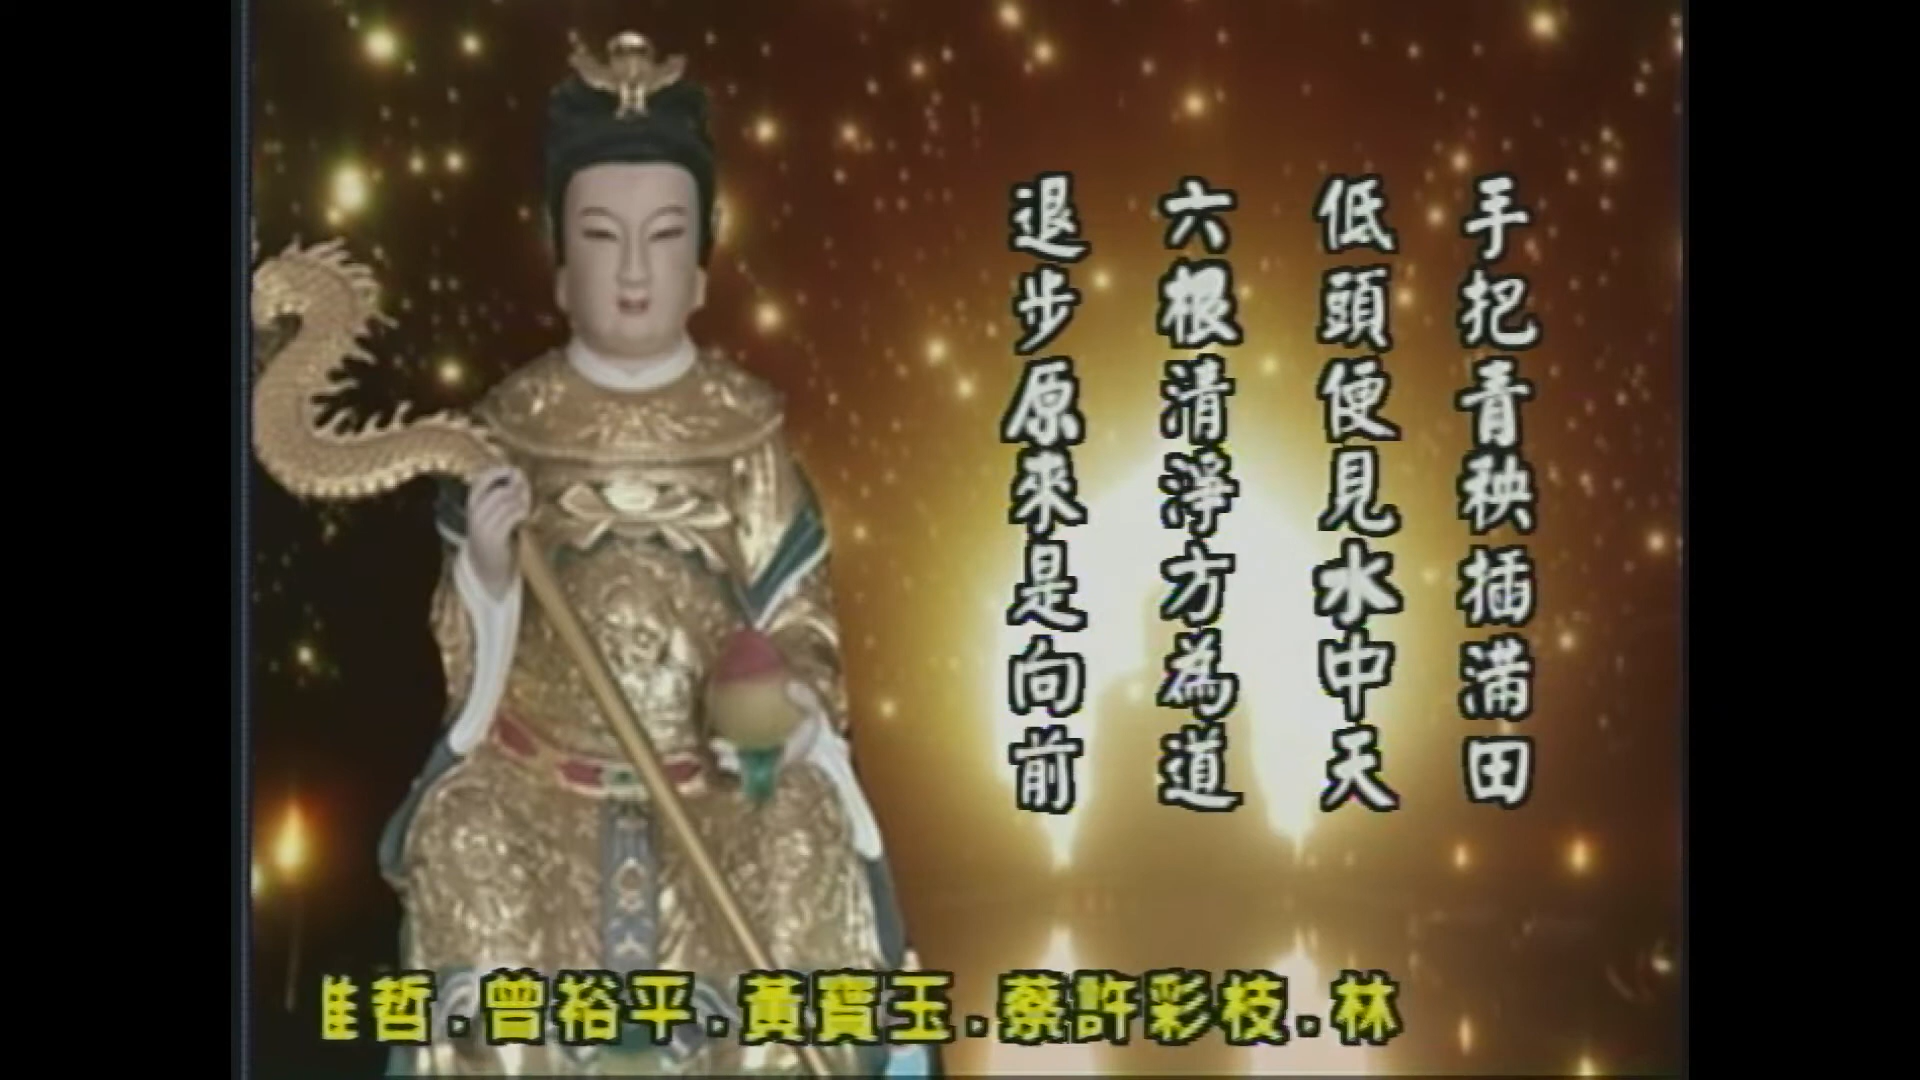 手把青秧插滿田
低頭便見水中天
六根清淨方為道
退步原來是向前
哲.曾裕平.黃寶玉.蔡許彩枝.林